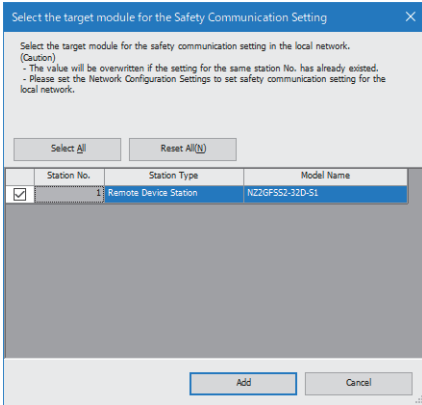 Select the target module for the Safety Communication Setting
Select the target module for the safety communication setting in the local network.
(Caution)
- The value will be overwritten if the setting for the same station No. has already existed.
- Please set the Network Configuration Settings to set safety communication setting for the
local network.
Select All
Reset All(N)
Station No.
Station Type
Model Name
1
Remote Device Station
NZ2GFSS2-32D-S1
Add
Cancel